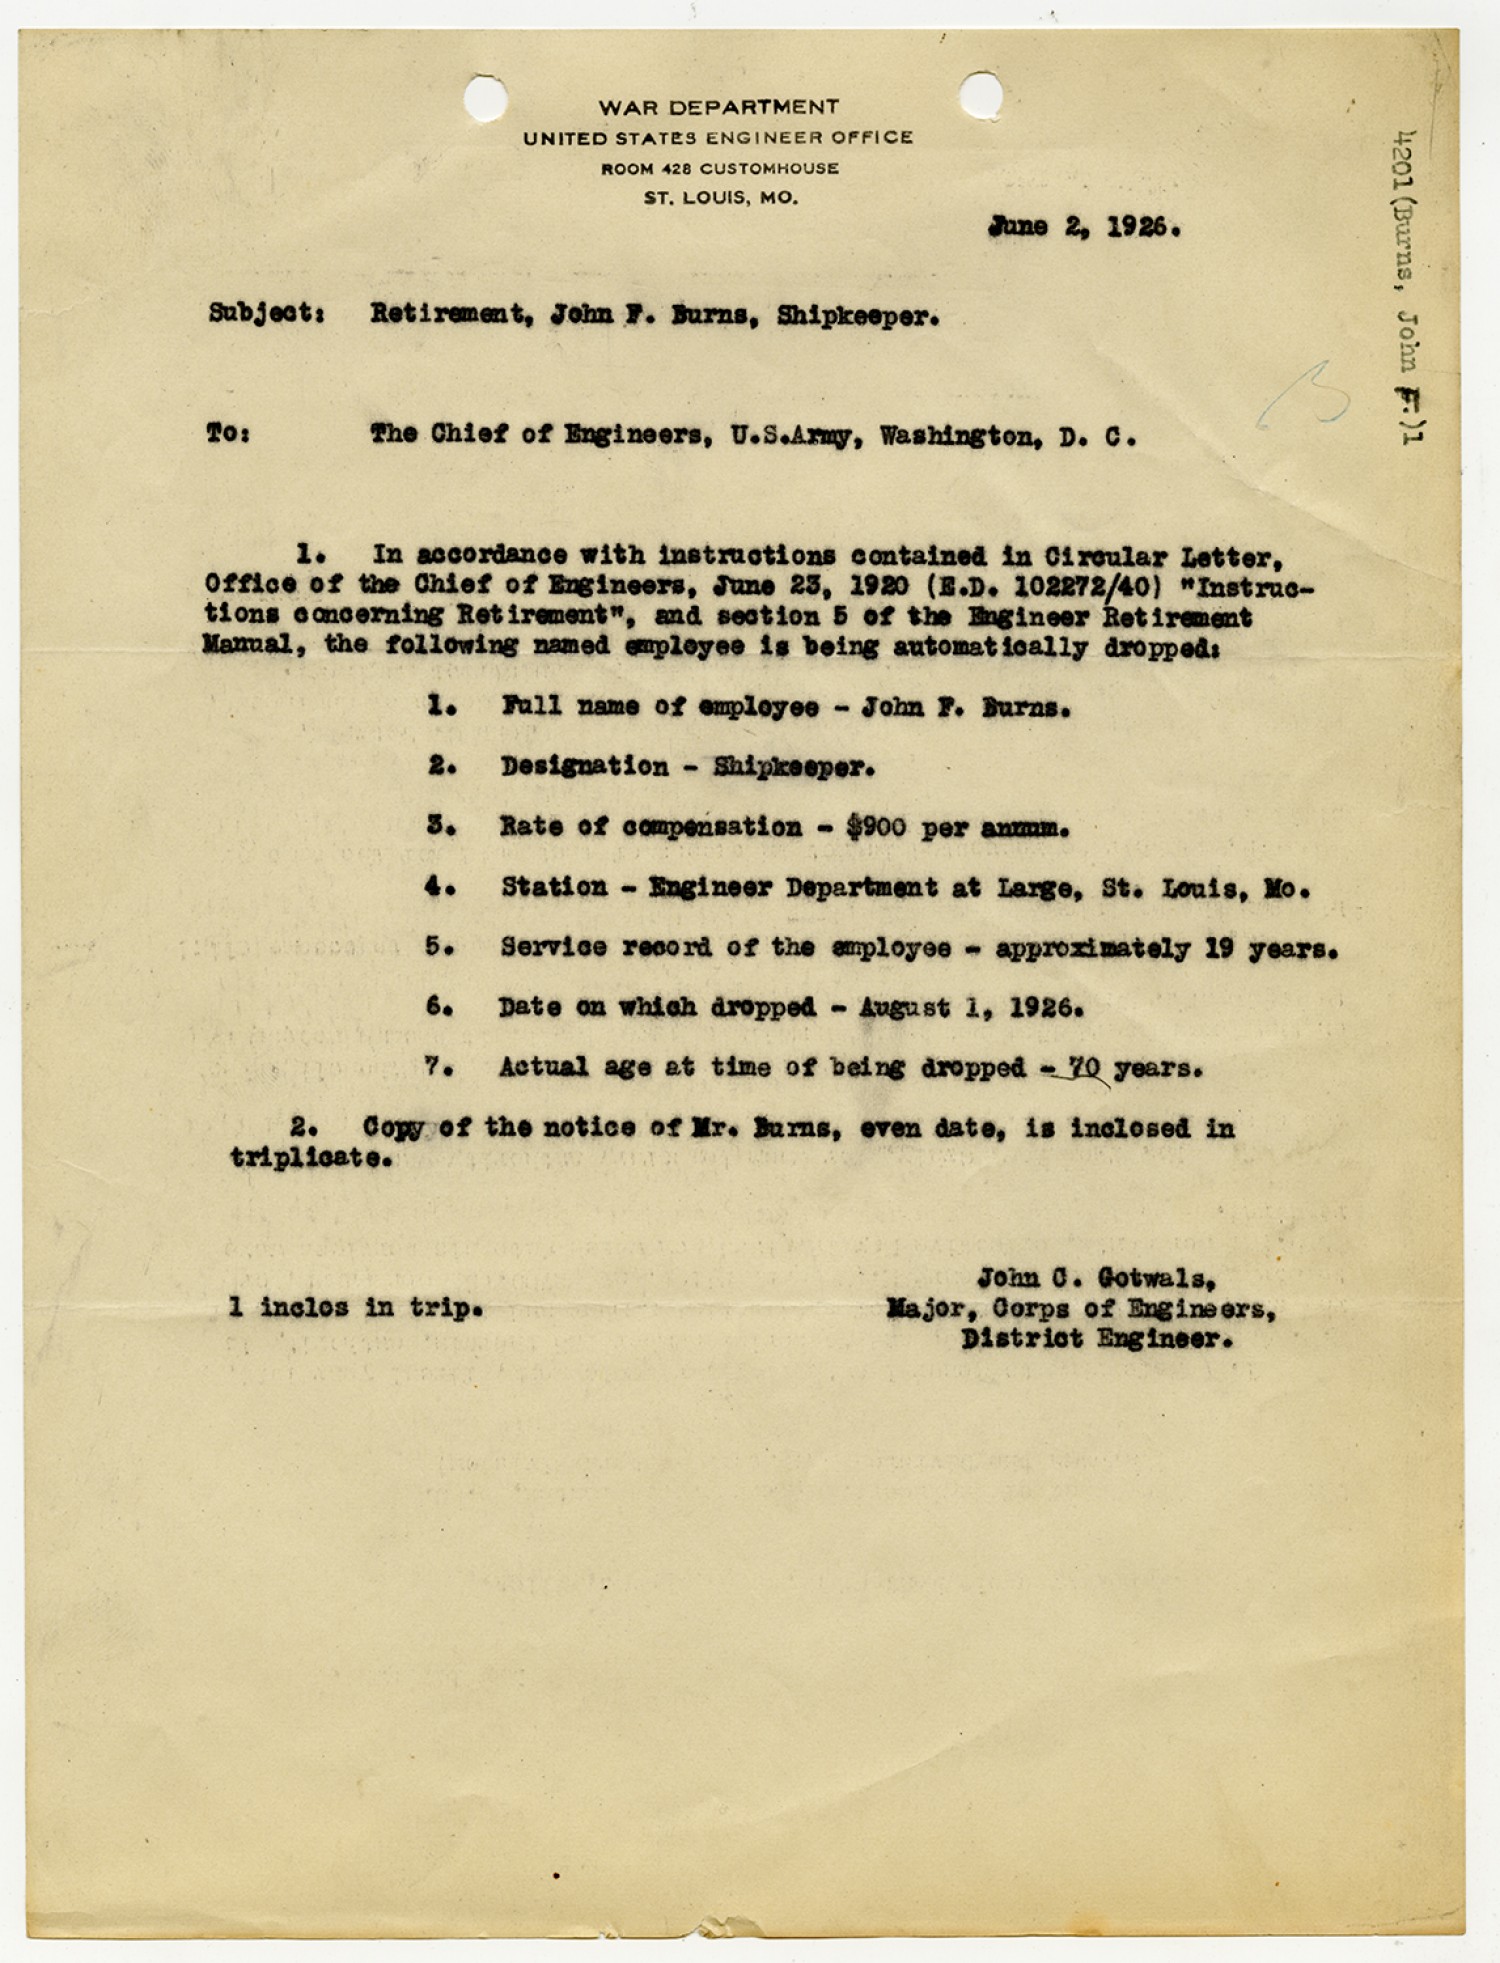 WAR DEPARTMENT
UNITED STATES ENGINEER OFFICE
ROOM 428 CUSTOMHOUSE
ST. LOUIS, MO.
June 2, 1926.
4201(Burns, John F.)1
Subject: Retirement, John F. Burns, Shipkeeper.
To: The Chief of Engineers, U.S.Army, Washington, D. C.
1. In accordance with instructions contained in Circular Letter,
Office of the Chief of Engineers, June 23, 1920 (E.D. 102272/40) "Instruc-
tions concerning Retirement", and section 5 of the Engineer Retirement
Manual, the following named employee is being automatically dropped:
1. Full name of employee - John F. Burns.
2. Designation - Shipkeeper.
3. Rate of compensation - $900 per annum.
4. Station - Engineer Department at Large, St. Louis, Mo.
5. Service record of the employee - approximately 19 years.
6. Date on which dropped - August 1, 1926.
7. Actual age at time of being dropped - 70 years.
2. Copy of the notice of Mr. Burns, even date, is inclosed in
triplicate.
John C. Gotwals,
1 inclos in trip. Major, Corps of Engineers,
District Engineer.